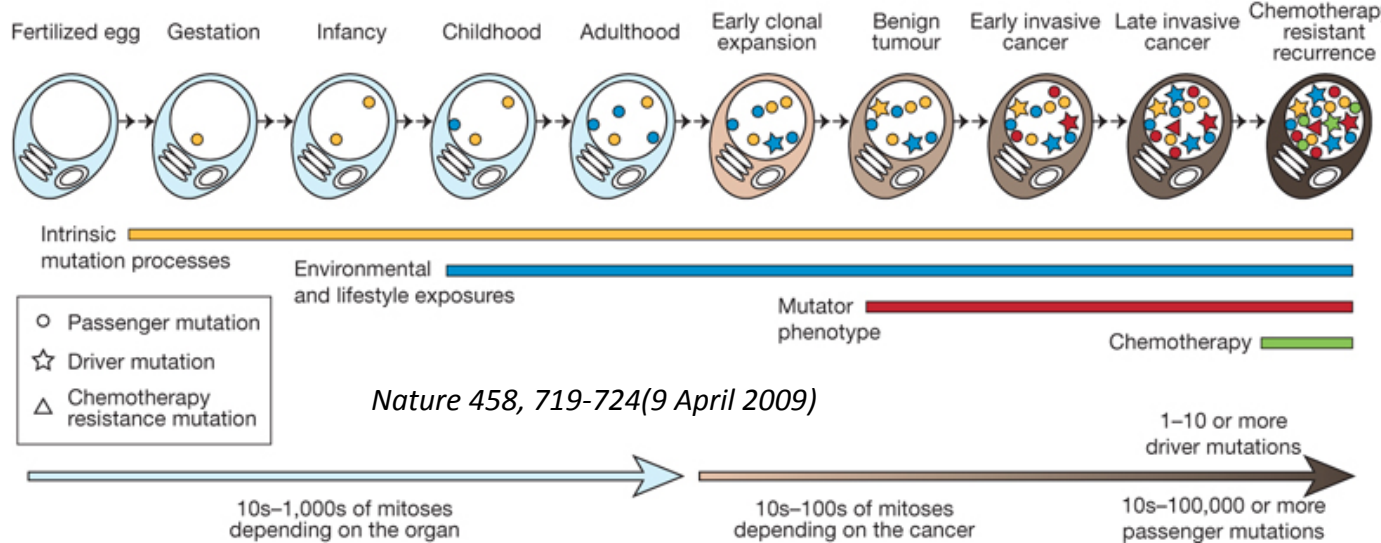 Fertilized egg
Gestation
Infancy
Childhood
Adulthood
Early clonal
expansion
Benign
tumour
Early invasive
cancer
Late invasive
cancer
Chemotherap
resistant
recurrence
Intrinsic
mutation processes
Environmental
and lifestyle exposures
Mutator
phenotype
Chemotherapy
Passenger mutation
Driver mutation
Chemotherapy
resistance mutation
Nature 458, 719-724(9 April 2009)
1–10 or more
driver mutations
10s–1,000s of mitoses
depending on the organ
10s–100s of mitoses
depending on the cancer
10s–100,000 or more
passenger mutations